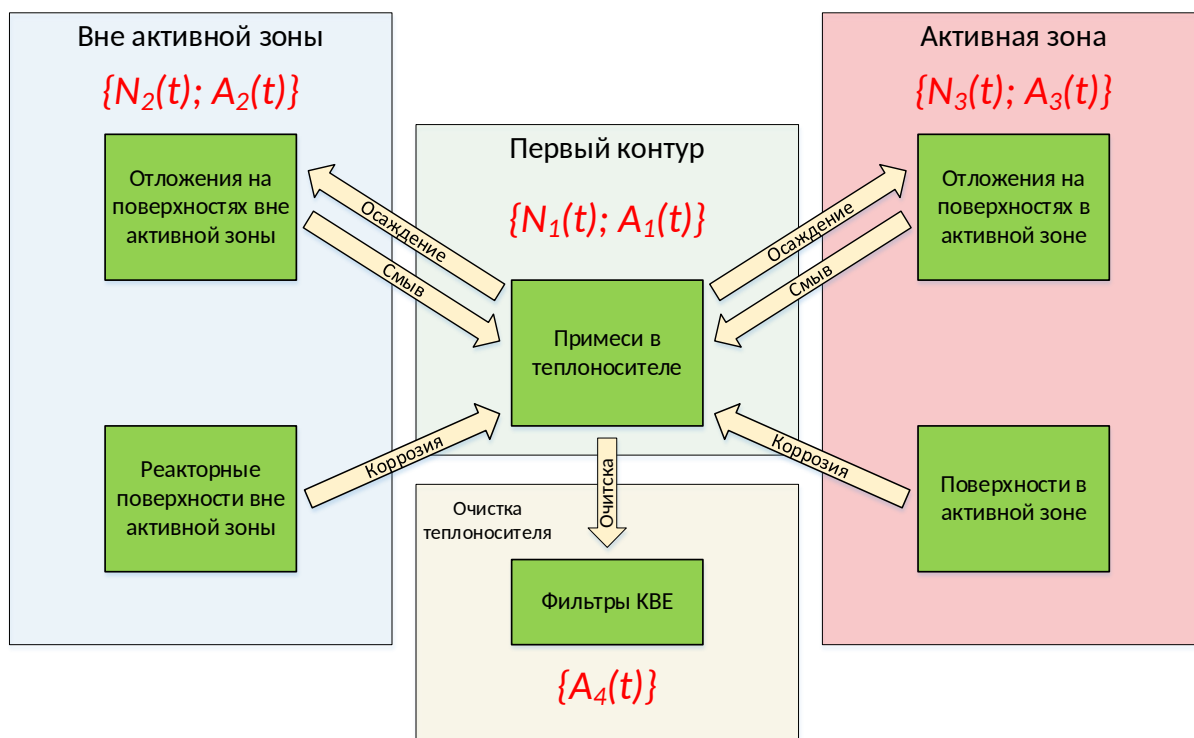 Вне активной зоны
{N₂(t); A₂(t)}
Отложения на
поверхностях вне
активной зоны
Осаждение
Смыв
Реакторные
поверхности вне
активной зоны
Коррозия
Первый контур
{N₁(t); A₁(t)}
Примеси в
теплоносителе
Очитска
Очистка
теплоносителя
Фильтры КВЕ
{A₄(t)}
Активная зона
{N₃(t); A₃(t)}
Отложения на
поверхностях в
активной зоне
Осаждение
Смыв
Поверхности в
активной зоне
Коррозия